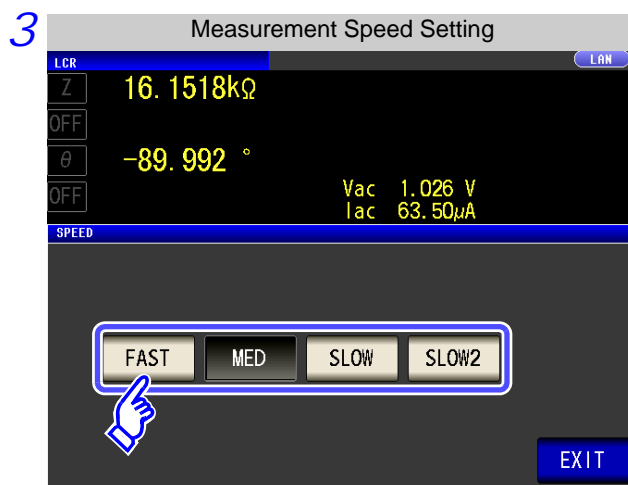 3
Measurement Speed Setting
LCR
LAN
Z 16.1518kΩ
OFF
θ -89.992 °
OFF
Vac 1.026 V
Iac 63.50μA
SPEED
FAST MED SLOW SLOW2
EXIT